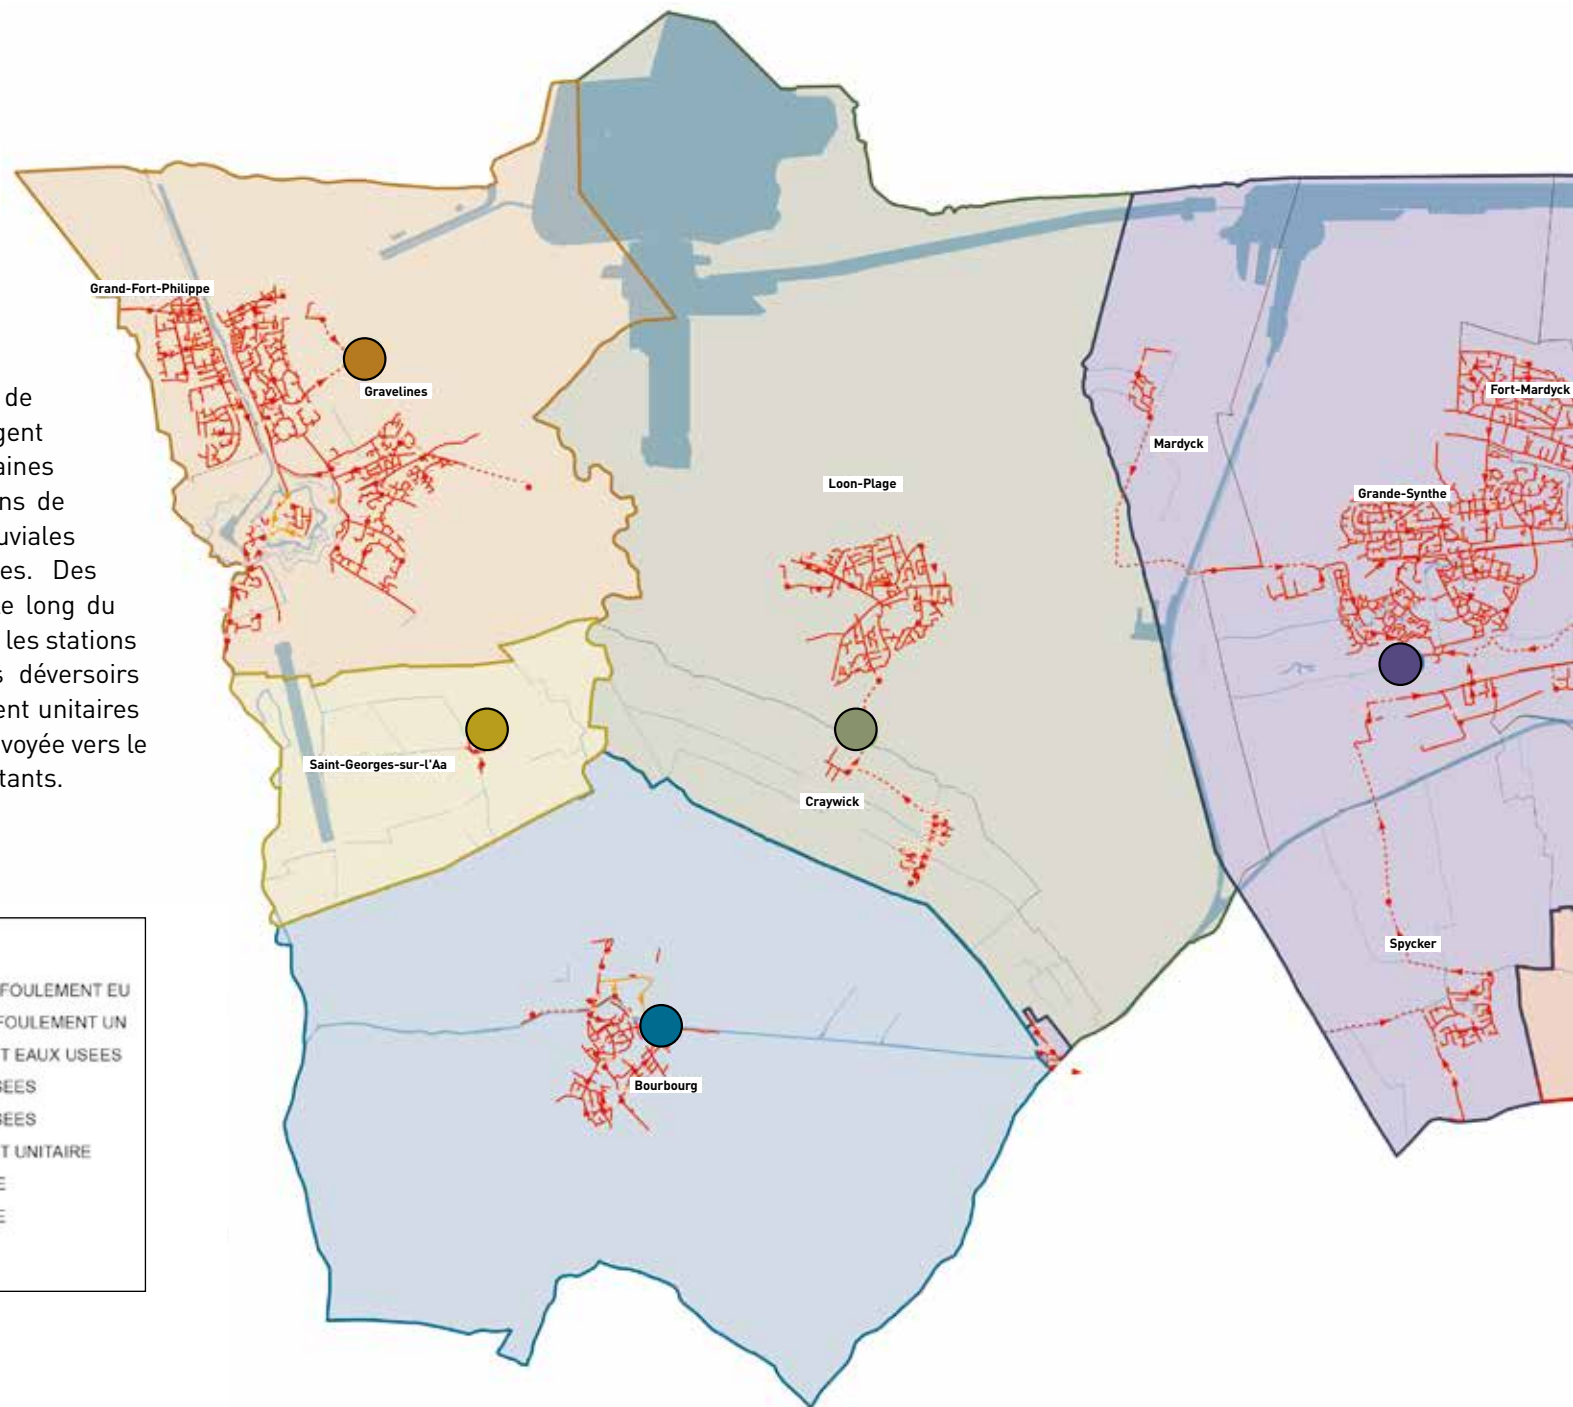 de
gent
aines
ns de
uviales
es. Des
e long du
les stations
s déversoirs
ent unitaires
voyée vers le
tants.
FOULEMENT EU
FOULEMENT UN
T EAUX USEES
SEES
SEES
T UNITAIRE
E
E
Grand-Fort-Philippe
Gravelines
Fort-Mardyck
Mardyck
Loon-Plage
Grande-Synthe
Saint-Georges-sur-l'Aa
Craywick
Spycker
Bourbourg